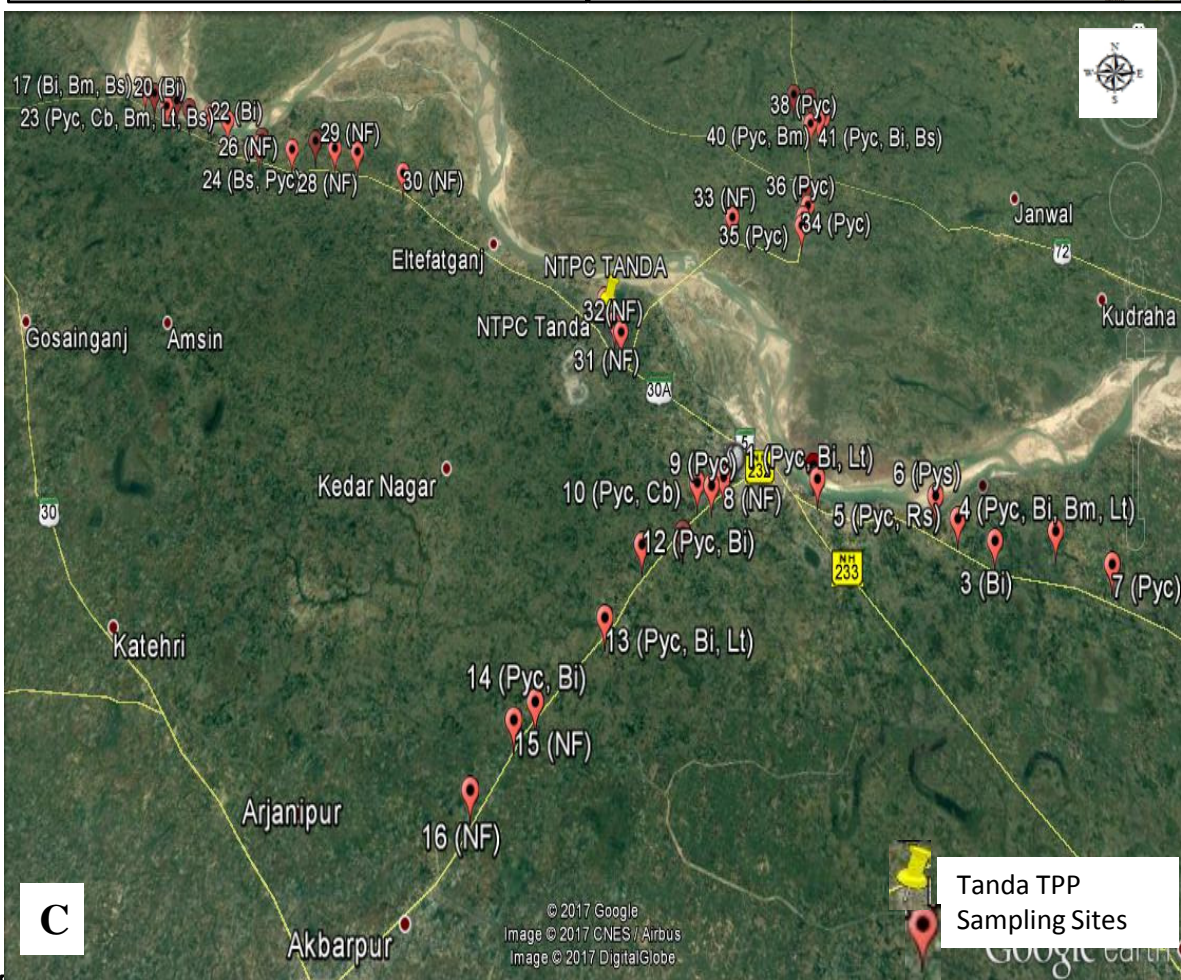 N
W E
S
17 (Bi, Bm, Bs) 20 (Bi)
23 (Pyc, Cb, Bm, Lt, Bs) 22 (Bi)
26 (NF) 29 (NF)
24 (Bs, Pyc) 28 (NF)
30 (NF)
38 (Pyc)
40 (Pyc, Bm) 41 (Pyc, Bi, Bs)
36 (Pyc)
33 (NF)
35 (Pyc) 34 (Pyc)
Janwal
72
Eltefatganj
NTPC TANDA
32(NF)
NTPC Tanda
31 (NF)
Kudraha
Gosainganj
Amsin
30A
5
9 (Pyc) 1 (Pyc, Bi, Lt)
10 (Pyc, Cb) 8 (NF)
6 (Pys)
5 (Pyc, Rs) 4 (Pyc, Bi, Bm, Lt)
Kedar Nagar
30
12 (Pyc, Bi)
NH
233
3 (Bi)
7 (Pyc)
13 (Pyc, Bi, Lt)
Katehri
14 (Pyc, Bi)
15 (NF)
Arjanipur
16 (NF)
Akbarpur
C
Tanda TPP
Sampling Sites
© 2017 Google
Image © 2017 CNES / Airbus
Image © 2017 DigitalGlobe
Google earth